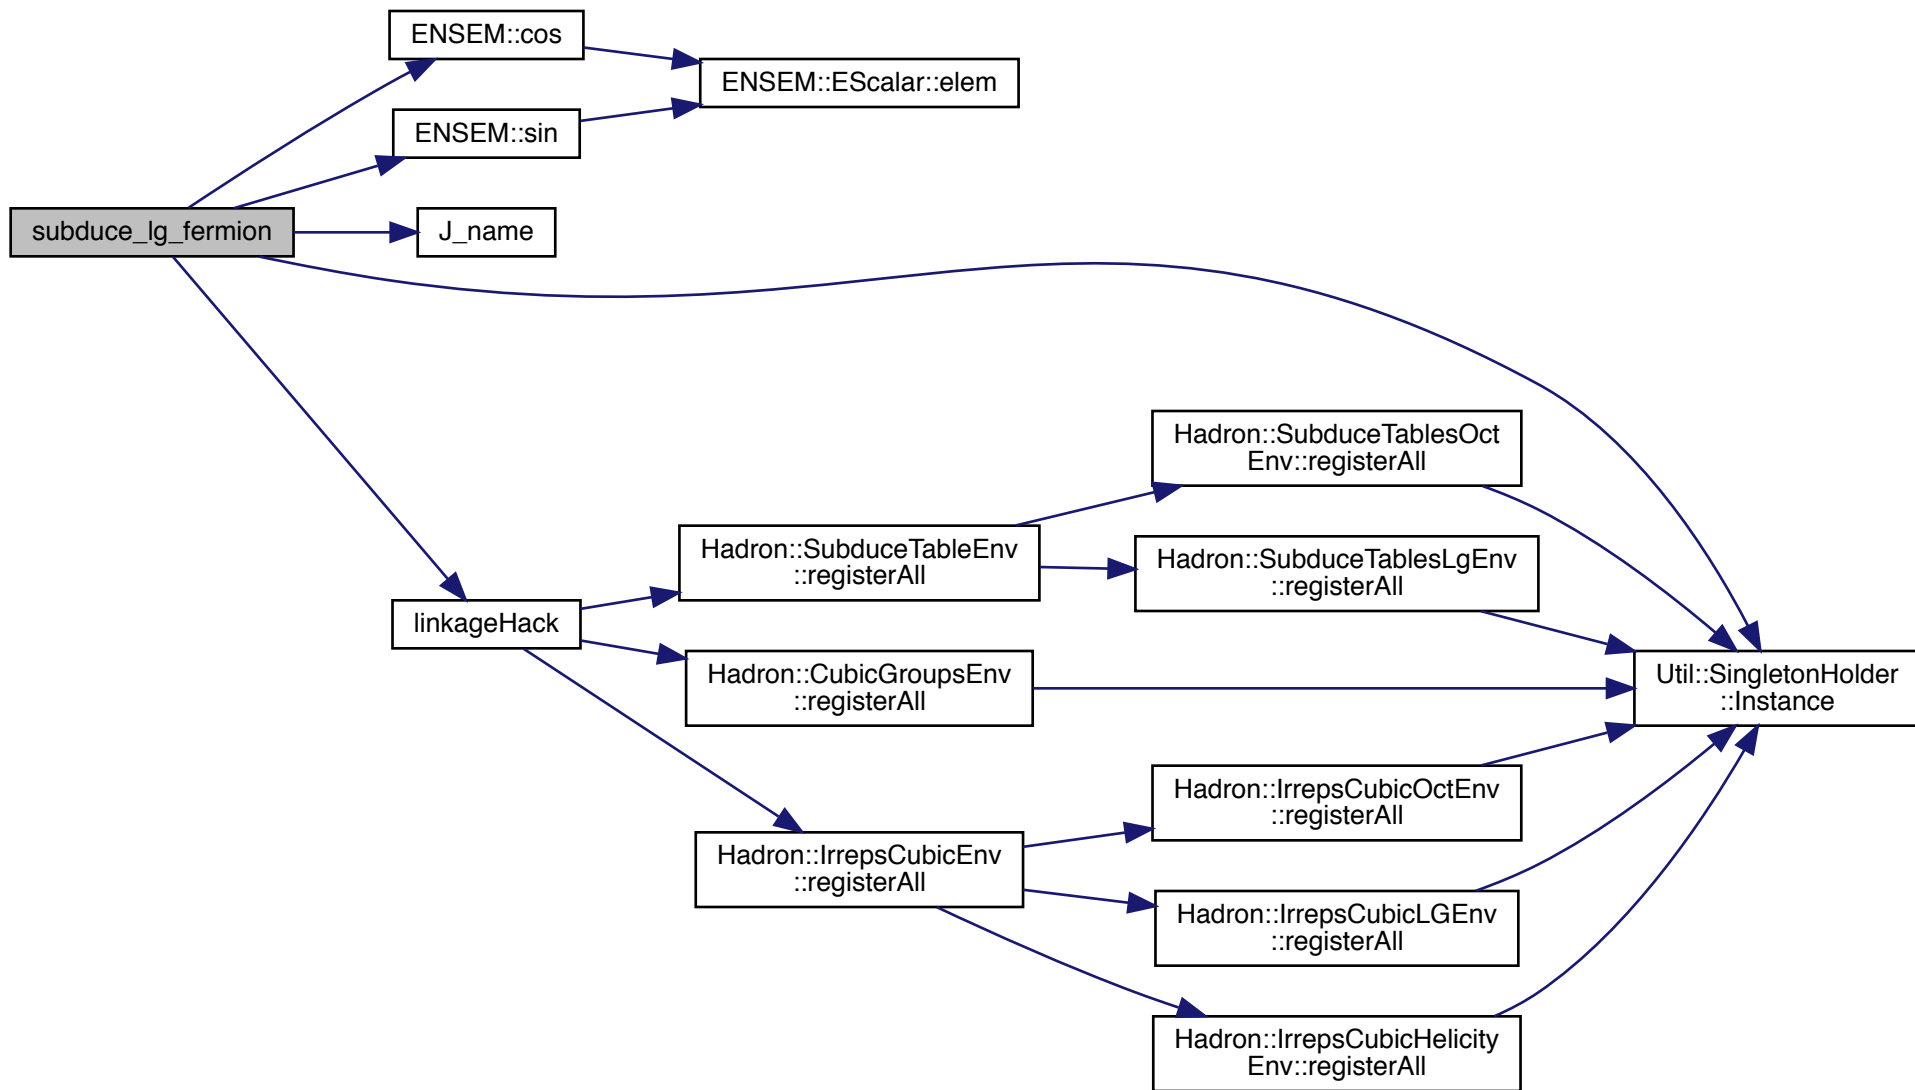 ENSEM::cos
ENSEM::EScalar::elem
ENSEM::sin
subduce_lg_fermion
J_name
Hadron::SubduceTablesOct
Env::registerAll
Hadron::SubduceTableEnv
::registerAll
Hadron::SubduceTablesLgEnv
::registerAll
linkageHack
Hadron::CubicGroupsEnv
::registerAll
Util::SingletonHolder
::Instance
Hadron::IrrepsCubicOctEnv
::registerAll
Hadron::IrrepsCubicEnv
::registerAll
Hadron::IrrepsCubicLGEnv
::registerAll
Hadron::IrrepsCubicHelicity
Env::registerAll